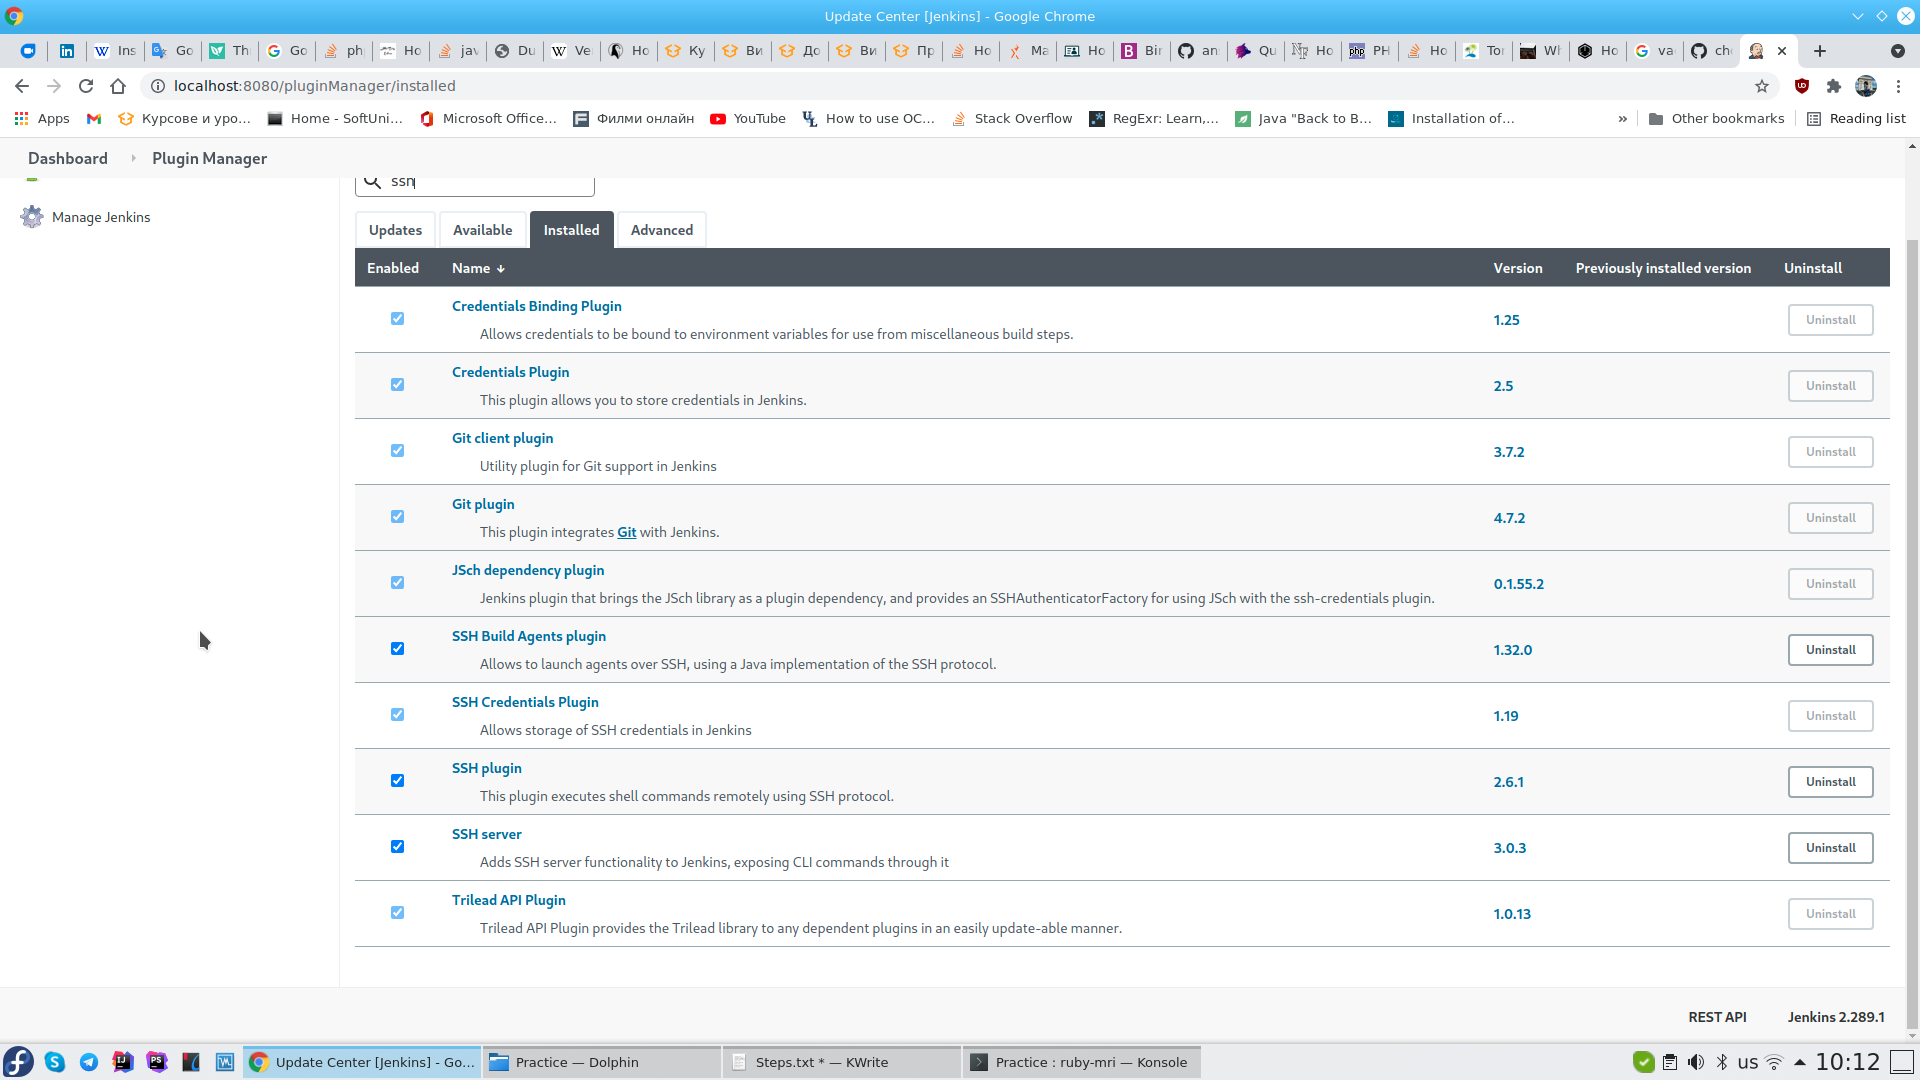 Update Center [Jenkins] - Google Chrome
Ins Go Th Go ph Ho jav Du W Ve Ho Ку Ви До Ви Пр Ho Ma Ho Bir an Qu Ho PH Ho Tor Wh Ho va ch
localhost:8080/pluginManager/installed
Apps Курсове и уро... Home - SoftUni... Microsoft Office... Филми онлайн YouTube How to use OC... Stack Overflow RegExr: Learn,... Java "Back to B... Installation of... » Other bookmarks Reading list
Dashboard Plugin Manager
ssh
Manage Jenkins
Updates Available Installed Advanced
Enabled Name ↓ Version Previously installed version Uninstall
Credentials Binding Plugin
Allows credentials to be bound to environment variables for use from miscellaneous build steps.
1.25 Uninstall
Credentials Plugin
This plugin allows you to store credentials in Jenkins.
2.5 Uninstall
Git client plugin
Utility plugin for Git support in Jenkins
3.7.2 Uninstall
Git plugin
This plugin integrates Git with Jenkins.
4.7.2 Uninstall
JSch dependency plugin
Jenkins plugin that brings the JSch library as a plugin dependency, and provides an SSHAuthenticatorFactory for using JSch with the ssh-credentials plugin.
0.1.55.2 Uninstall
SSH Build Agents plugin
Allows to launch agents over SSH, using a Java implementation of the SSH protocol.
1.32.0 Uninstall
SSH Credentials Plugin
Allows storage of SSH credentials in Jenkins
1.19 Uninstall
SSH plugin
This plugin executes shell commands remotely using SSH protocol.
2.6.1 Uninstall
SSH server
Adds SSH server functionality to Jenkins, exposing CLI commands through it
3.0.3 Uninstall
Trilead API Plugin
Trilead API Plugin provides the Trilead library to any dependent plugins in an easily update-able manner.
1.0.13 Uninstall
REST API Jenkins 2.289.1
Update Center [Jenkins] - Go... Practice — Dolphin Steps.txt * — KWrite Practice : ruby-mri — Konsole us 10:12